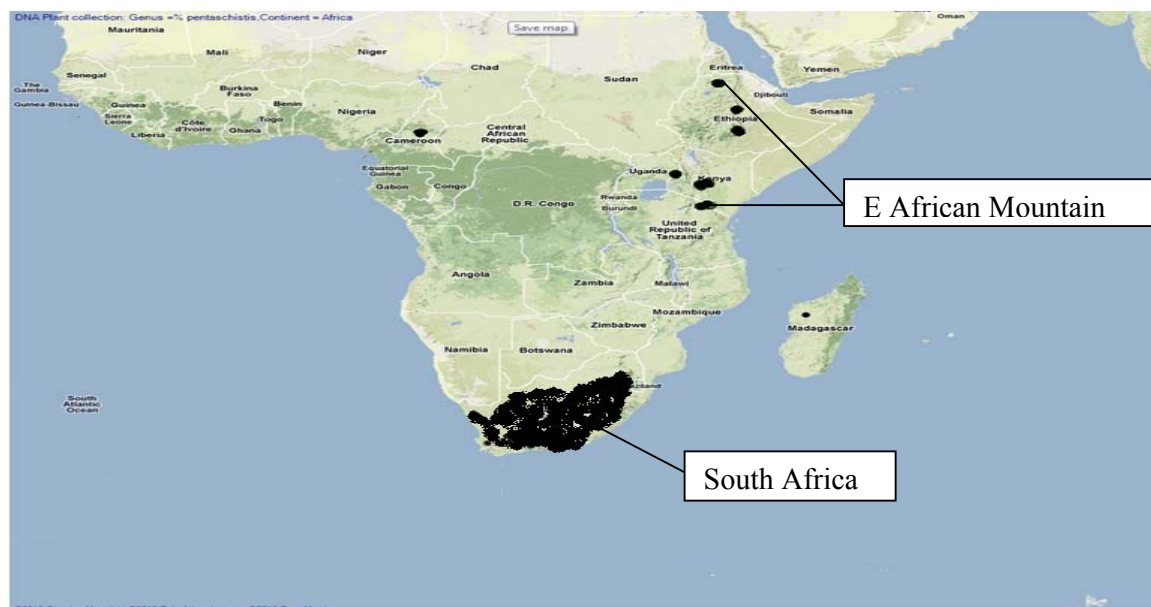 DNA Plant collection: Genus =% pentaschistis,Continent = Africa
Save map
Oman
Mauritania
Mali
Niger
Chad
Sudan
Eritrea
Yemen
Senegal
The
Gambia
Guinea-Bissau
Guinea
Sierra
Leone
Liberia
Burkina
Faso
Côte
d'Ivoire
Ghana
Togo
Benin
Nigeria
Djibouti
Somalia
Ethiopia
Cameroon
Central
African
Republic
Equatorial
Guinea
Gabon
Congo
D.R. Congo
Uganda
Kenya
Rwanda
Burundi
E African Mountain
United
Republic of
Tanzania
Angola
Zambia
Malawi
Mozambique
Zimbabwe
Madagascar
Namibia
Botswana
South
Atlantic
Ocean
South Africa